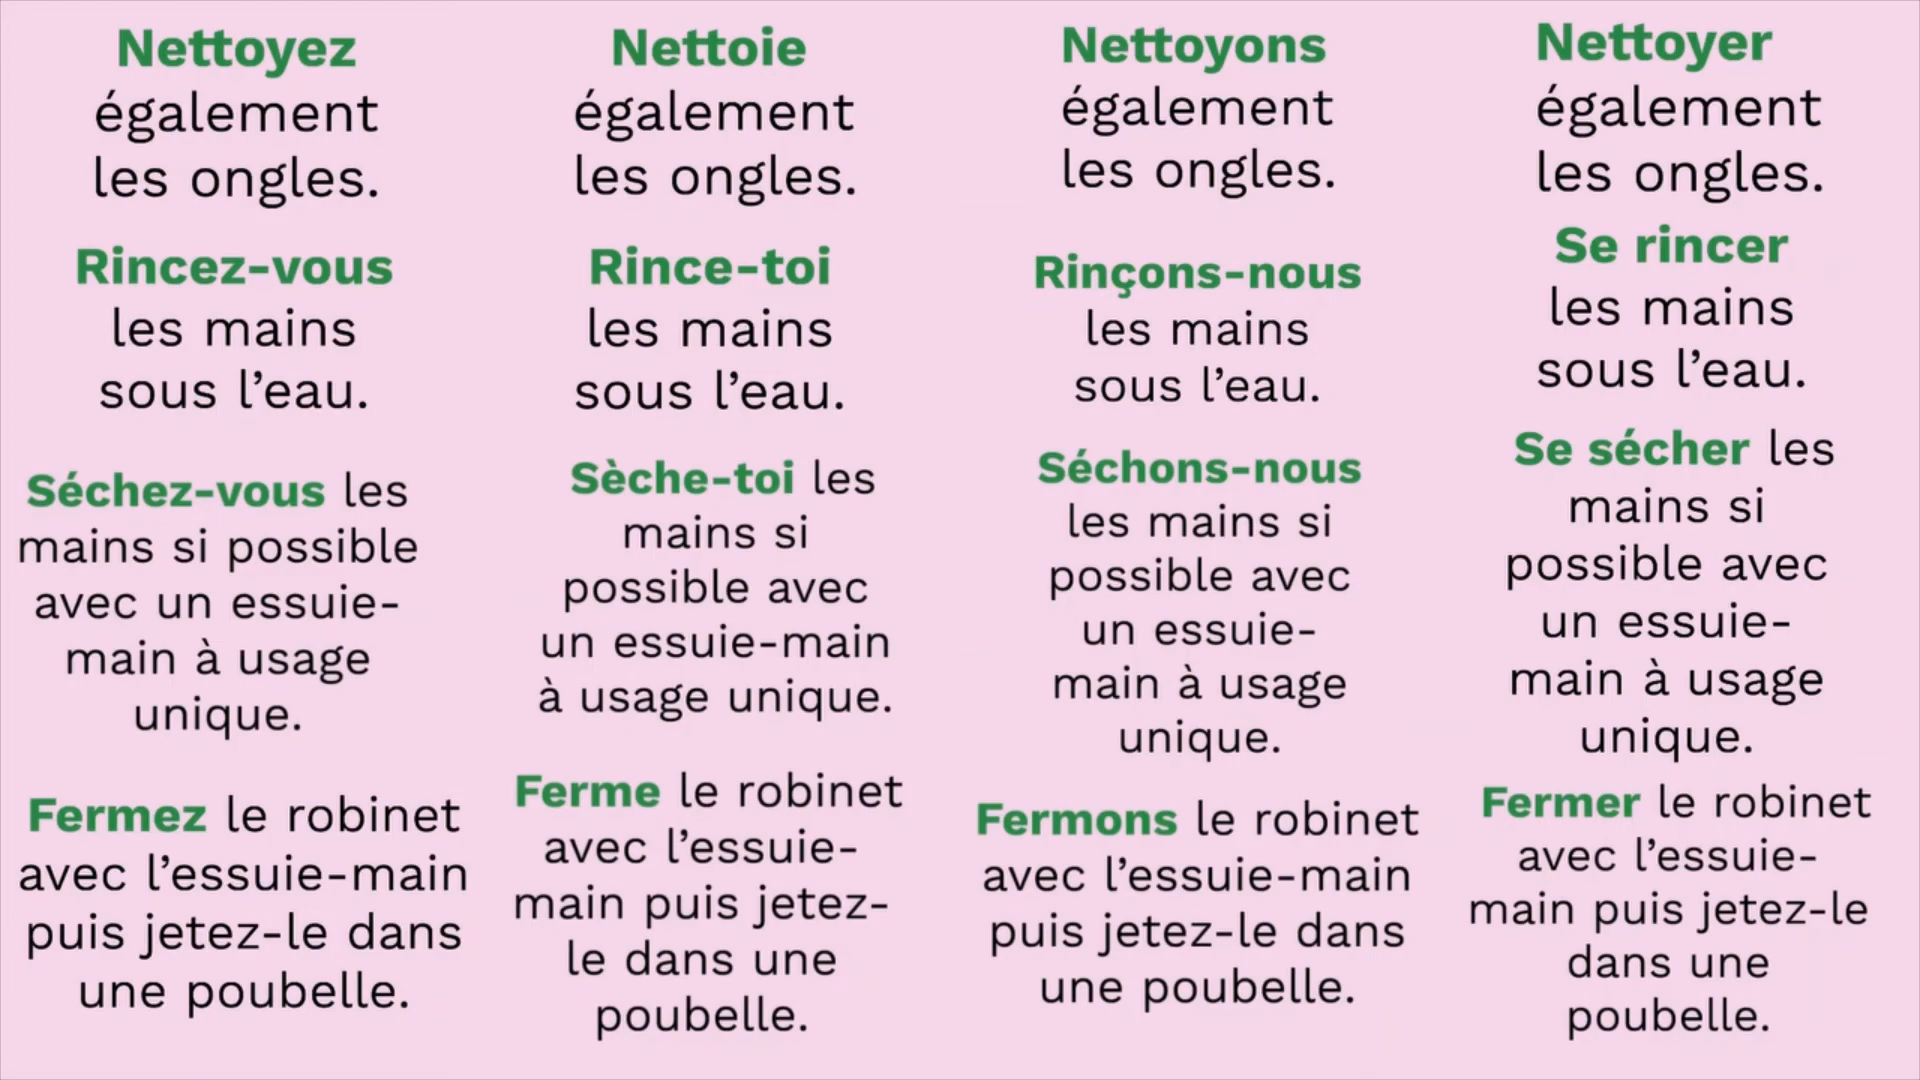 Nettoyez
également
les ongles.
Rincez-vous
les mains
sous l’eau.
Séchez-vous les
mains si possible
avec un essuie-
main à usage
unique.
Fermez le robinet
avec l’essuie-main
puis jetez-le dans
une poubelle.
Nettoie
également
les ongles.
Rince-toi
les mains
sous l’eau.
Sèche-toi les
mains si
possible avec
un essuie-main
à usage unique.
Ferme le robinet
avec l’essuie-
main puis jetez-
le dans une
poubelle.
Nettoyons
également
les ongles.
Rinçons-nous
les mains
sous l’eau.
Séchons-nous
les mains si
possible avec
un essuie-
main à usage
unique.
Fermons le robinet
avec l’essuie-main
puis jetez-le dans
une poubelle.
Nettoyer
également
les ongles.
Se rincer
les mains
sous l’eau.
Se sécher les
mains si
possible avec
un essuie-
main à usage
unique.
Fermer le robinet
avec l’essuie-
main puis jetez-le
dans une
poubelle.